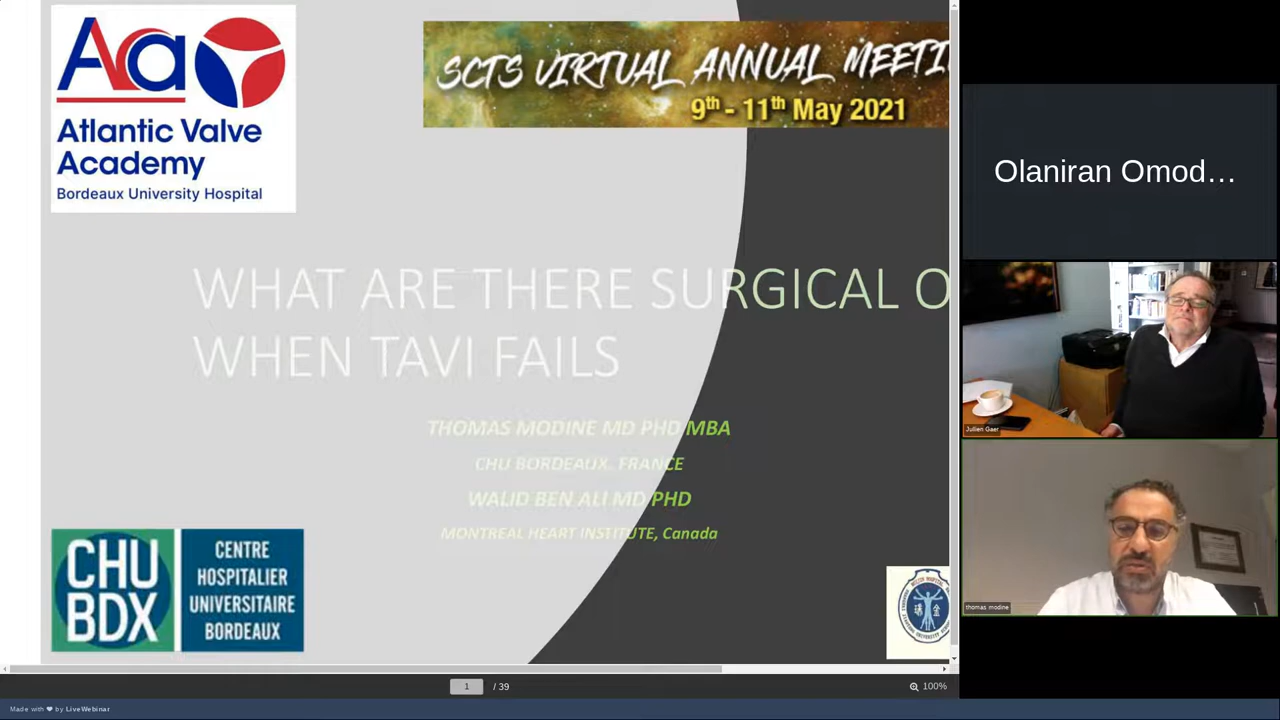 Aa
Atlantic Valve
Academy
Bordeaux University Hospital
SCTS VIRTUAL ANNUAL MEETI
9th - 11th May 2021
WHAT ARE THERE SURGICAL O
WHEN TAVI FAILS
THOMAS MODINE MD PHD MBA
CHU BORDEAUX. FRANCE
WALID BEN ALI MD PHD
MONTREAL HEART INSTITUTE, Canada
CHU
BDX
CENTRE
HOSPITALIER
UNIVERSITAIRE
BORDEAUX
Olaniran Omod…
Jullien Gaer
thomas modine
1 / 39
100%
Made with ❤ by LiveWebinar